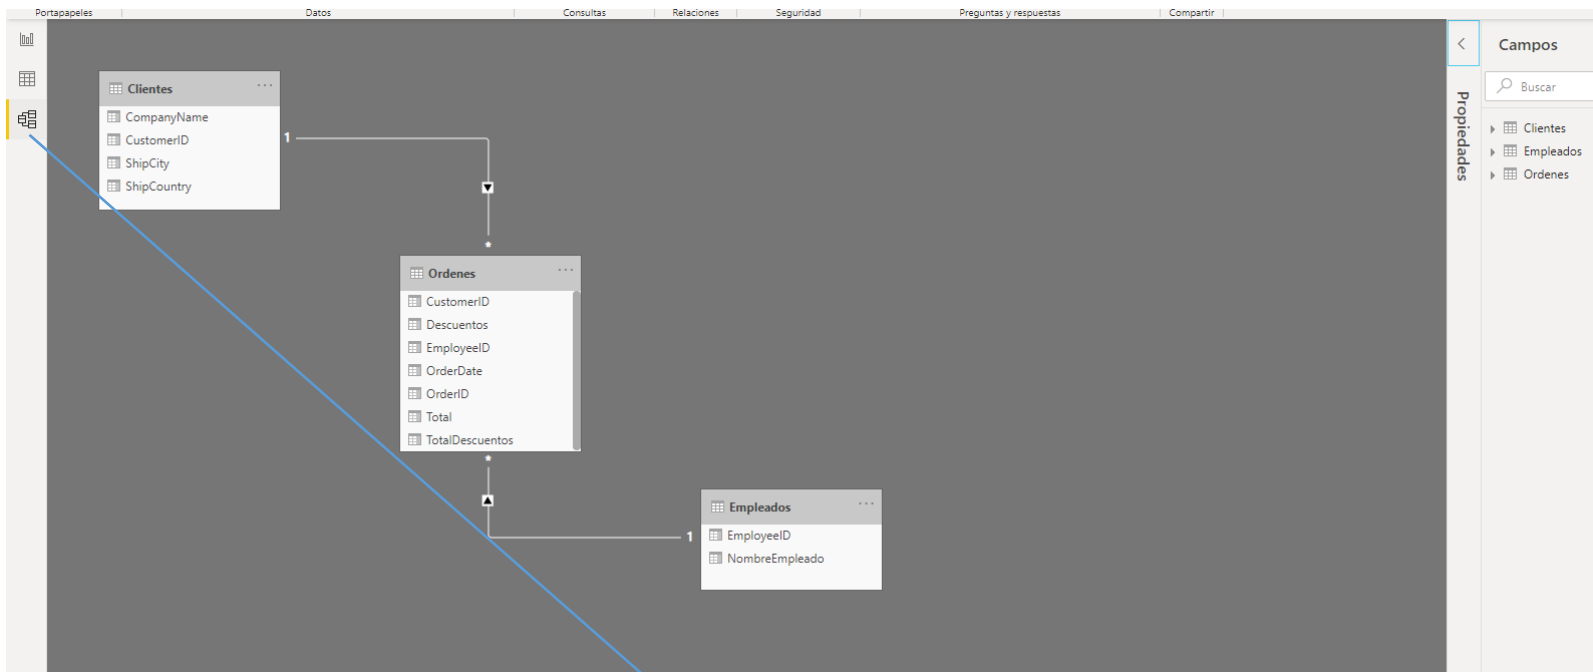 Portapapeles Datos Consultas Relaciones Seguridad Preguntas y respuestas Compartir
Clientes
CompanyName
CustomerID
ShipCity
ShipCountry
1
*
Ordenes
CustomerID
Descuentos
EmployeeID
OrderDate
OrderID
Total
TotalDescuentos
*
1
Empleados
EmployeeID
NombreEmpleado
Propiedades
Campos
Buscar
Clientes
Empleados
Ordenes